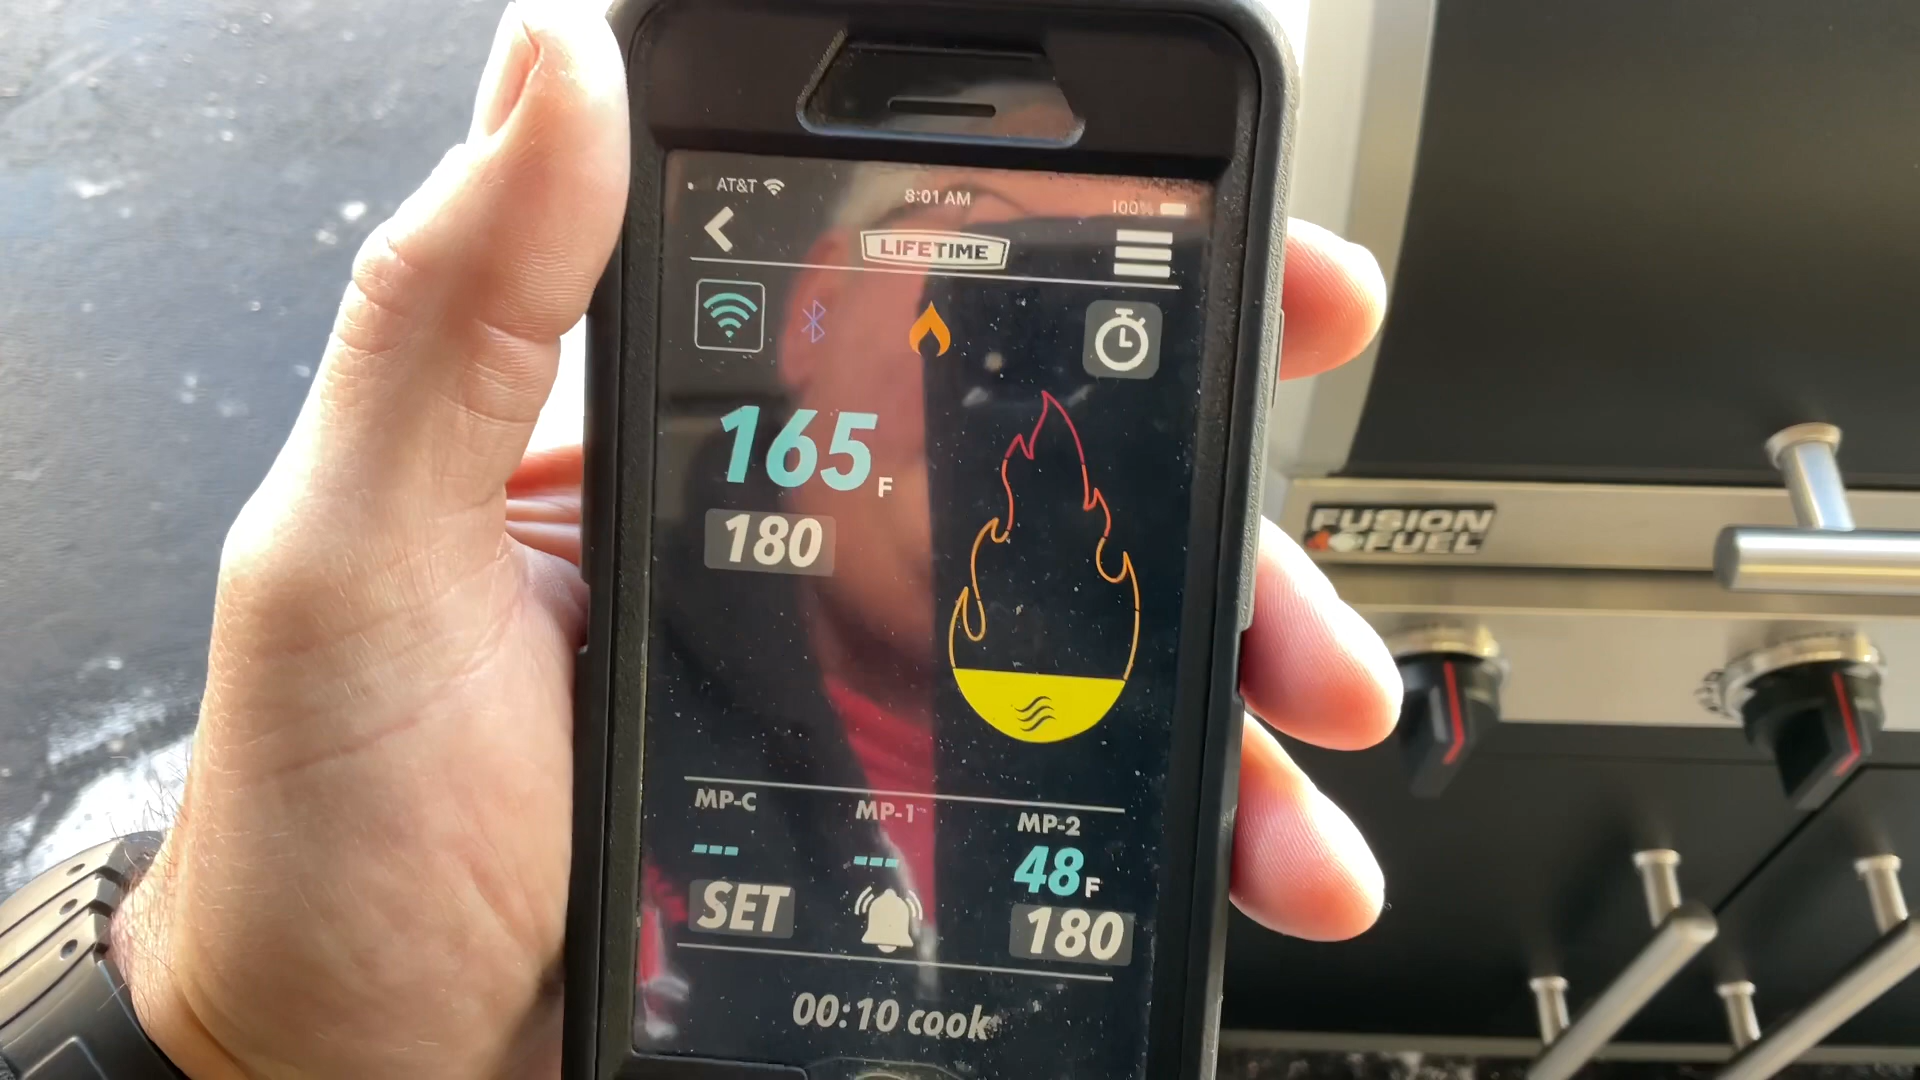 AT&T
8:01 AM
100%
LIFETIME
165 F
180
MP-C
MP-1
MP-2
---
---
48 F
SET
180
00:10 cook
FUSION
FUEL